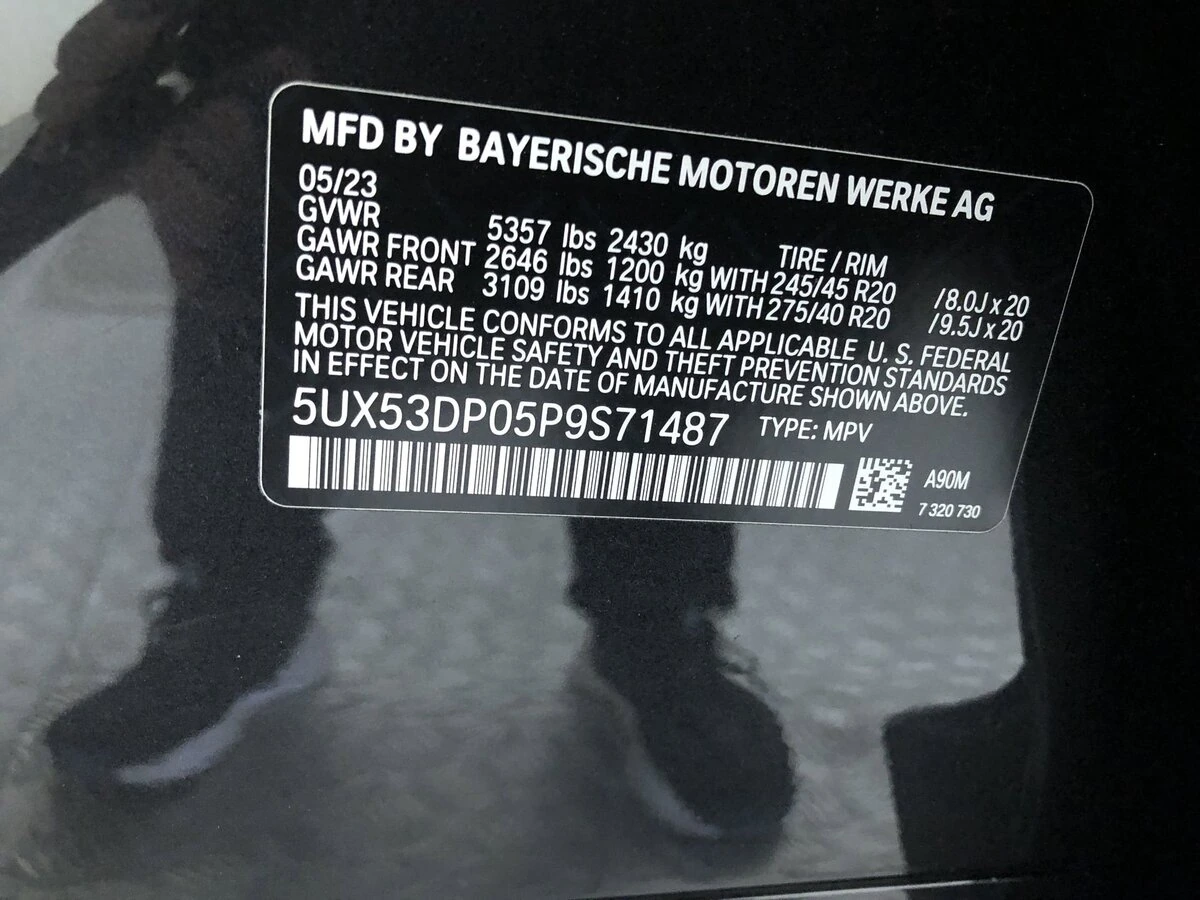 MFD BY BAYERISCHE MOTOREN WERKE AG
05/23
GVWR 5357 lbs 2430 kg TIRE / RIM
GAWR FRONT 2646 lbs 1200 kg WITH 245/45 R20 /8.0J x 20
GAWR REAR 3109 lbs 1410 kg WITH 275/40 R20 /9.5J x 20
THIS VEHICLE CONFORMS TO ALL APPLICABLE U. S. FEDERAL
MOTOR VEHICLE SAFETY AND THEFT PREVENTION STANDARDS
IN EFFECT ON THE DATE OF MANUFACTURE SHOWN ABOVE.
5UX53DP05P9S71487 TYPE: MPV
A90M
7 320 730